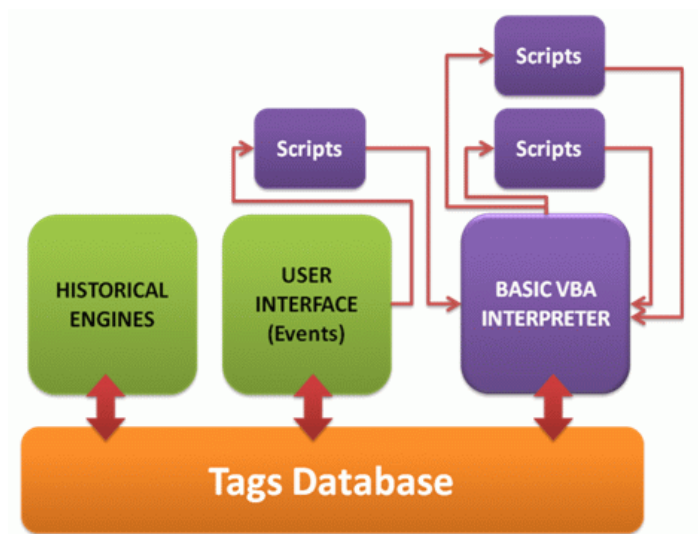 Scripts
Scripts
Scripts
HISTORICAL
ENGINES
USER
INTERFACE
(Events)
BASIC VBA
INTERPRETER
Tags Database